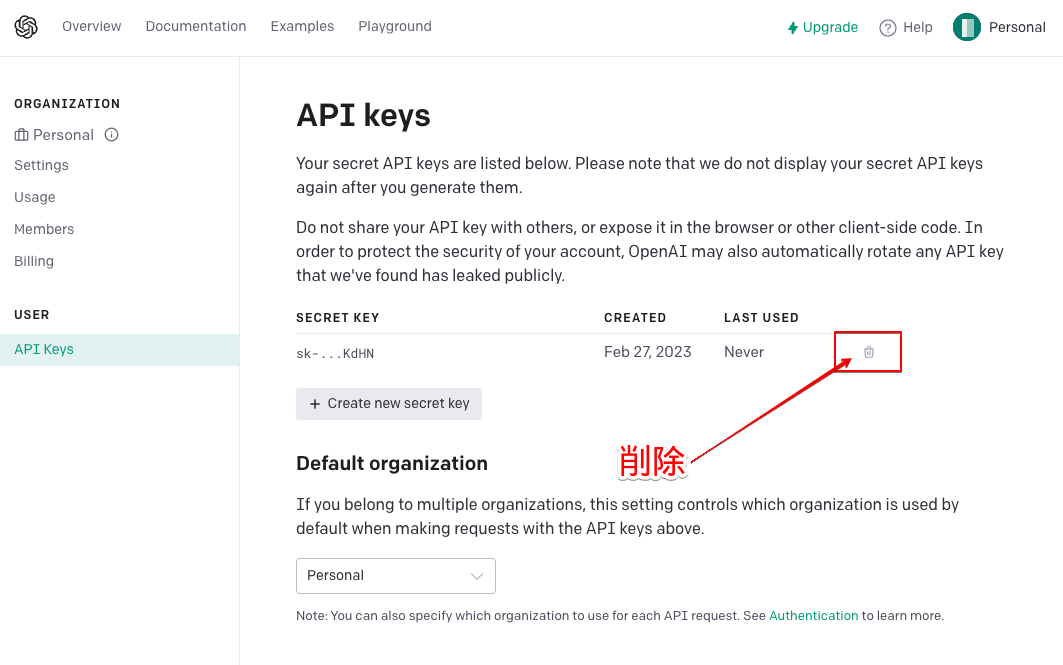 Overview Documentation Examples Playground Upgrade Help Personal
ORGANIZATION
Personal
Settings
Usage
Members
Billing
USER
API Keys
API keys
Your secret API keys are listed below. Please note that we do not display your secret API keys
again after you generate them.
Do not share your API key with others, or expose it in the browser or other client-side code. In
order to protect the security of your account, OpenAI may also automatically rotate any API key
that we've found has leaked publicly.
SECRET KEY CREATED LAST USED
sk-...KdHN Feb 27, 2023 Never
+ Create new secret key
削除
Default organization
If you belong to multiple organizations, this setting controls which organization is used by
default when making requests with the API keys above.
Personal
Note: You can also specify which organization to use for each API request. See Authentication to learn more.